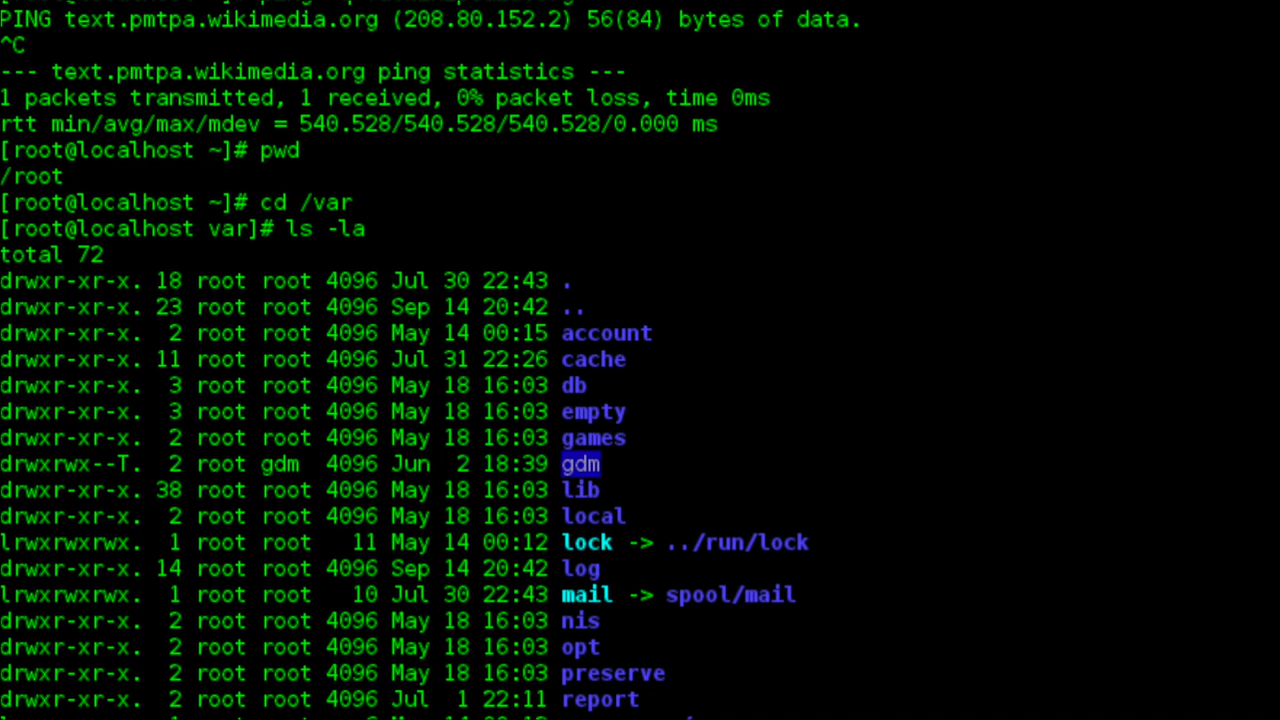 PING text.pmtpa.wikimedia.org (208.80.152.2) 56(84) bytes of data.
^C
--- text.pmtpa.wikimedia.org ping statistics ---
1 packets transmitted, 1 received, 0% packet loss, time 0ms
rtt min/avg/max/mdev = 540.528/540.528/540.528/0.000 ms
[root@localhost ~]# pwd
/root
[root@localhost ~]# cd /var
[root@localhost var]# ls -la
total 72
drwxr-xr-x. 18 root root 4096 Jul 30 22:43 .
drwxr-xr-x. 23 root root 4096 Sep 14 20:42 ..
drwxr-xr-x.  2 root root 4096 May 14 00:15 account
drwxr-xr-x. 11 root root 4096 Jul 31 22:26 cache
drwxr-xr-x.  3 root root 4096 May 18 16:03 db
drwxr-xr-x.  3 root root 4096 May 18 16:03 empty
drwxr-xr-x.  2 root root 4096 May 18 16:03 games
drwxrwx--T.  2 root gdm  4096 Jun  2 18:39 gdm
drwxr-xr-x. 38 root root 4096 May 18 16:03 lib
drwxr-xr-x.  2 root root 4096 May 18 16:03 local
lrwxrwxrwx.  1 root root   11 May 14 00:12 lock -> ../run/lock
drwxr-xr-x. 14 root root 4096 Sep 14 20:42 log
lrwxrwxrwx.  1 root root   10 Jul 30 22:43 mail -> spool/mail
drwxr-xr-x.  2 root root 4096 May 18 16:03 nis
drwxr-xr-x.  2 root root 4096 May 18 16:03 opt
drwxr-xr-x.  2 root root 4096 May 18 16:03 preserve
drwxr-xr-x.  2 root root 4096 Jul  1 22:11 report